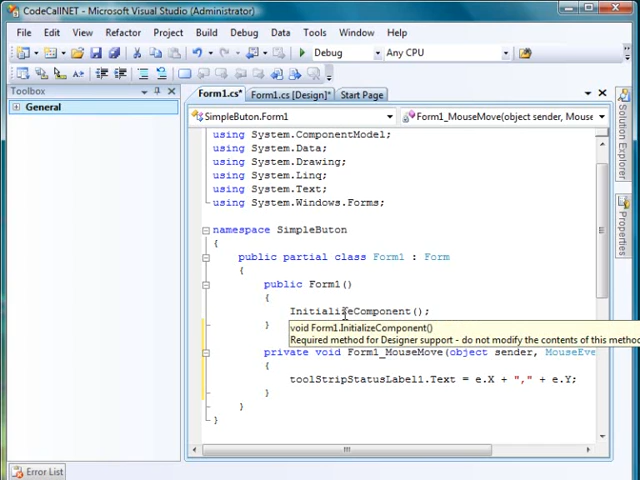 CodeCallNET - Microsoft Visual Studio (Administrator)
File Edit View Refactor Project Build Debug Data Tools Window Help
Debug Any CPU
Toolbox
General
Form1.cs* Form1.cs [Design]* Start Page
SimpleButon.Form1 Form1_MouseMove(object sender, Mouse
using System.ComponentModel;
using System.Data;
using System.Drawing;
using System.Linq;
using System.Text;
using System.Windows.Forms;
namespace SimpleButon
{
public partial class Form1 : Form
{
public Form1()
{
InitializeComponent();
}
void Form1.InitializeComponent()
Required method for Designer support - do not modify the contents of this metho
private void Form1_MouseMove(object sender, MouseEve
{
toolStripStatusLabel1.Text = e.X + "," + e.Y;
}
}
}
Solution Explorer
Properties
Error List